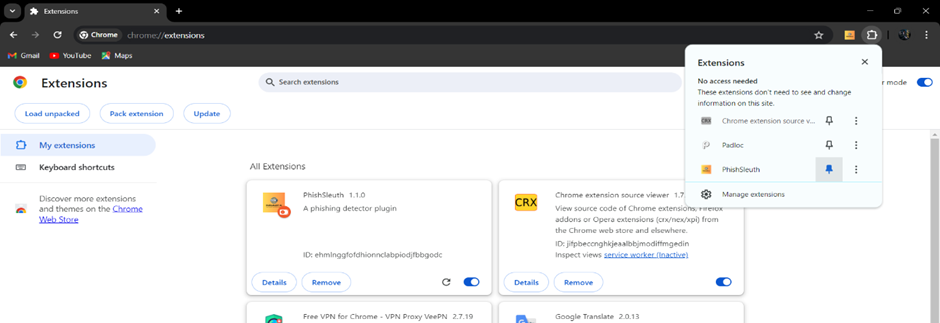 Extensions
Chrome
chrome://extensions
Gmail
YouTube
Maps
Extensions
Search extensions
r mode
Load unpacked
Pack extension
Update
My extensions
Keyboard shortcuts
Discover more extensions
and themes on the Chrome
Web Store
All Extensions
PhishSleuth 1.1.0
A phishing detector plugin
ID: ehmlnggfofdhionnclabpiodjfbbgodc
Details
Remove
CRX
Chrome extension source viewer 1.7
View source code of Chrome extensions, Firefox
addons or Opera extensions (crx/nex/xpi) from
the Chrome web store and elsewhere.
ID: jifpbeccnghkjeaalbbjmodiffmgedin
Inspect views service worker (Inactive)
Details
Remove
Free VPN for Chrome - VPN Proxy VeePN 2.7.19
Google Translate 2.0.13
Extensions
No access needed
These extensions don't need to see and change
information on this site.
CRX
Chrome extension source v...
Padloc
PhishSleuth
Manage extensions